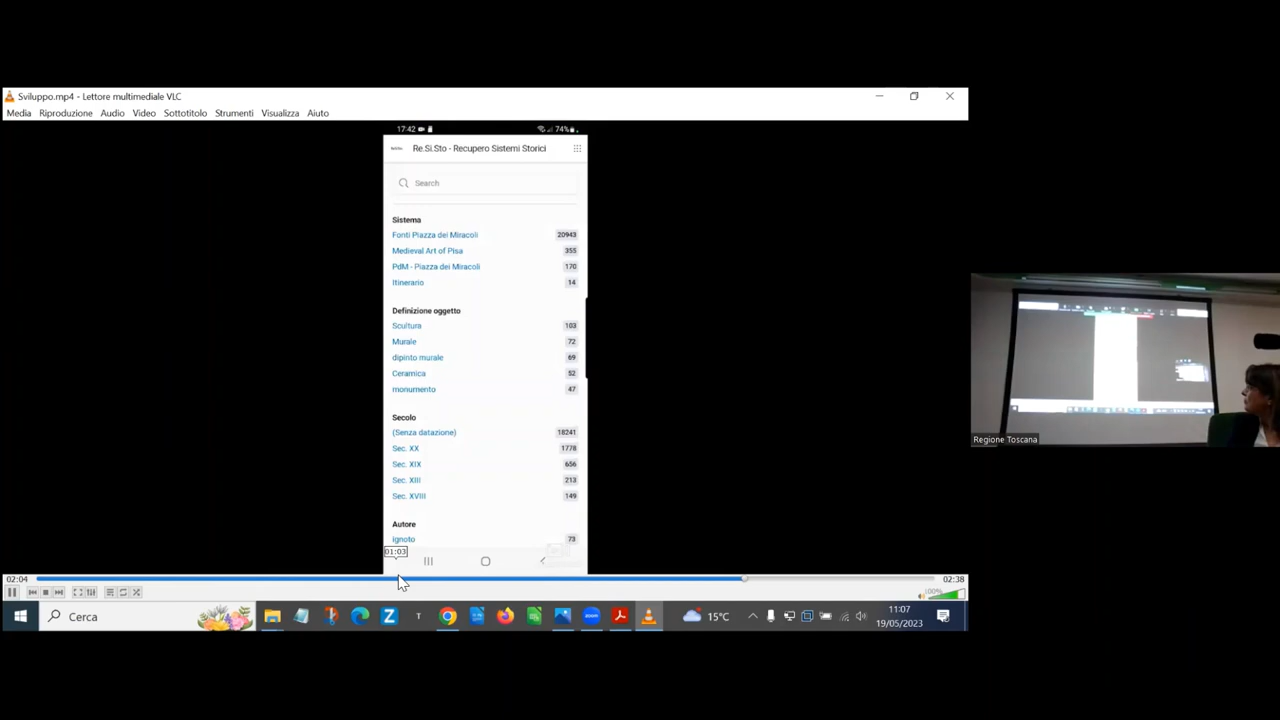 Sviluppo.mp4 - Lettore multimediale VLC
Media Riproduzione Audio Video Sottotitolo Strumenti Visualizza Aiuto
17:42 74%
Re.Si.Sto - Recupero Sistemi Storici
Search
Sistema
Fonti Piazza dei Miracoli 20943
Medieval Art of Pisa 355
PdM - Piazza dei Miracoli 170
Itinerario 14
Definizione oggetto
Scultura 103
Murale 72
dipinto murale 69
Ceramica 52
monumento 47
Secolo
(Senza datazione) 18241
Sec. XX 1778
Sec. XIX 656
Sec. XIII 213
Sec. XVIII 149
Autore
ignoto 73
01:03
02:04 02:38
100%
Cerca
15°C
11:07
19/05/2023
Regione Toscana